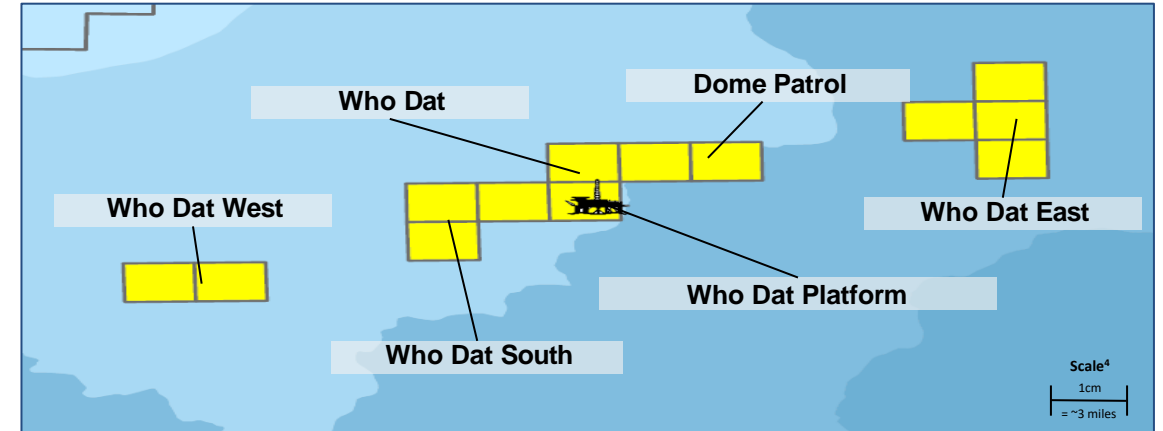 Dome Patrol
Who Dat
Who Dat West
Who Dat East
Who Dat Platform
Who Dat South
Scale⁴
1cm
= ~3 miles